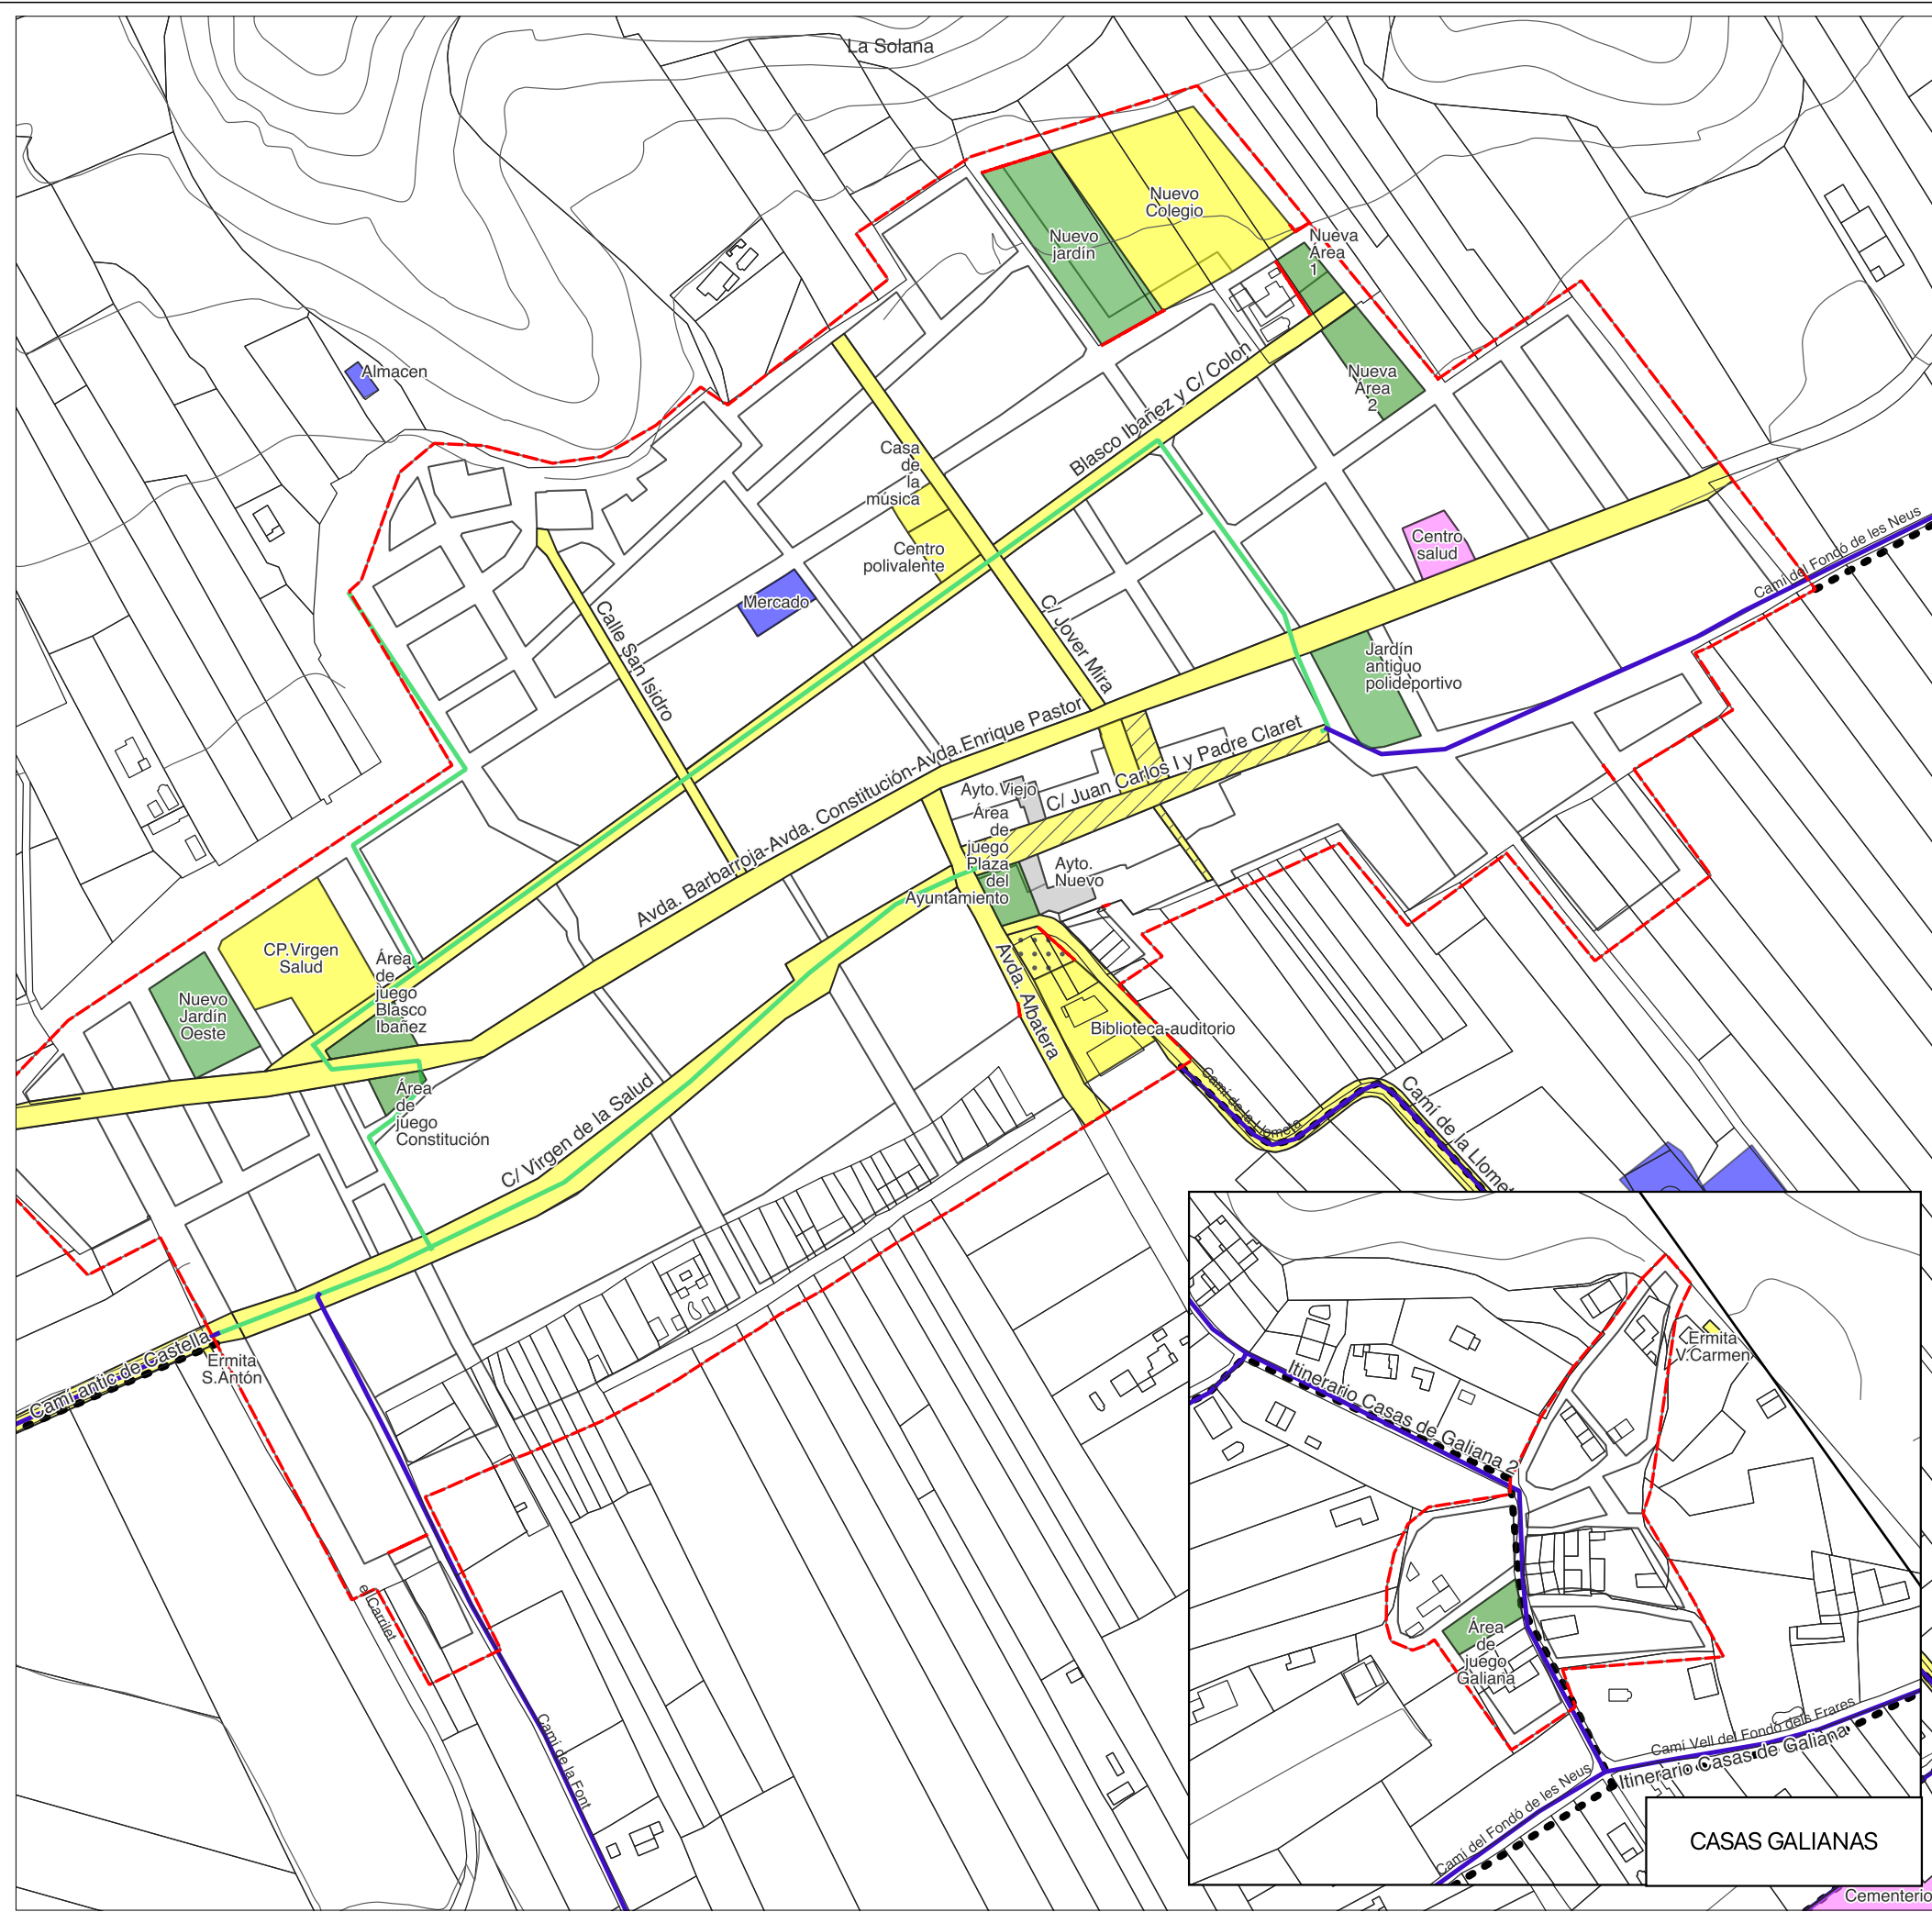 La Solana
Nuevo
Colegio
Nuevo
jardín
Nueva
Área
1
Nueva
Área
2
Almacen
Blasco Ibañez y C/ Colon
Casa
de
la
música
Centro
polivalente
Centro
salud
Camí del Fondó de les Neus
Mercado
Calle San Isidro
C/ Jover Mira
Jardín
antiguo
polideportivo
Avda. Barbarroja-Avda. Constitución-Avda.Enrique Pastor
C/ Juan Carlos I y Padre Claret
Ayto.Viejo
Área
de
juego
Plaza
del
Ayuntamiento
Ayto.
Nuevo
CP.Virgen
Salud
Área
de
juego
Blasco
Ibañez
Nuevo
Jardín
Oeste
Avda. Albatera
Biblioteca-auditorio
Área
de
juego
Constitución
C/ Virgen de la Salud
Camí de la Llometa
Camí de la Llomet
Camí antic de Castella
Ermita
S.Antón
el Carrilet
Camí de la Font
Ermita
V.Carmen
Itinerario Casas de Galiana 2
Área
de
juego
Galiana
Camí Vell del Fondó dels Frares
Itinerario Casas de Galiana
Camí del Fondó de les Neus
CASAS GALIANAS
Cementerio